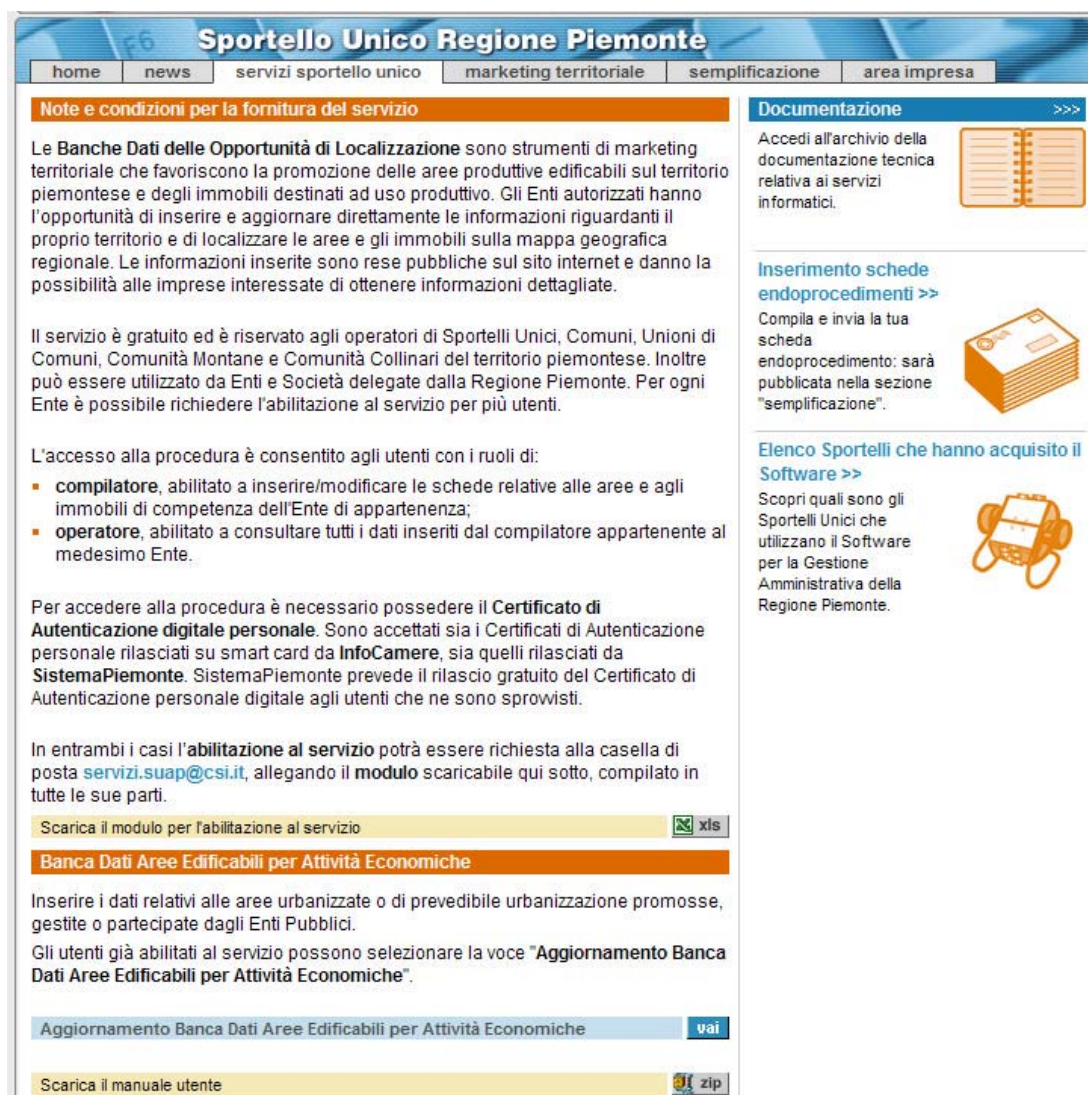 F6
Sportello Unico Regione Piemonte
home news servizi sportello unico marketing territoriale semplificazione area impresa
Note e condizioni per la fornitura del servizio
Le Banche Dati delle Opportunità di Localizzazione sono strumenti di marketing
territoriale che favoriscono la promozione delle aree produttive edificabili sul territorio
piemontese e degli immobili destinati ad uso produttivo. Gli Enti autorizzati hanno
l'opportunità di inserire e aggiornare direttamente le informazioni riguardanti il
proprio territorio e di localizzare le aree e gli immobili sulla mappa geografica
regionale. Le informazioni inserite sono rese pubbliche sul sito internet e danno la
possibilità alle imprese interessate di ottenere informazioni dettagliate.
Il servizio è gratuito ed è riservato agli operatori di Sportelli Unici, Comuni, Unioni di
Comuni, Comunità Montane e Comunità Collinari del territorio piemontese. Inoltre
può essere utilizzato da Enti e Società delegate dalla Regione Piemonte. Per ogni
Ente è possibile richiedere l'abilitazione al servizio per più utenti.
L'accesso alla procedura è consentito agli utenti con i ruoli di:
compilatore, abilitato a inserire/modificare le schede relative alle aree e agli
immobili di competenza dell'Ente di appartenenza;
operatore, abilitato a consultare tutti i dati inseriti dal compilatore appartenente al
medesimo Ente.
Per accedere alla procedura è necessario possedere il Certificato di
Autenticazione digitale personale. Sono accettati sia i Certificati di Autenticazione
personale rilasciati su smart card da InfoCamere, sia quelli rilasciati da
SistemaPiemonte. SistemaPiemonte prevede il rilascio gratuito del Certificato di
Autenticazione personale digitale agli utenti che ne sono sprovvisti.
In entrambi i casi l'abilitazione al servizio potrà essere richiesta alla casella di
posta servizi.suap@csi.it, allegando il modulo scaricabile qui sotto, compilato in
tutte le sue parti.
Scarica il modulo per l'abilitazione al servizio xls
Banca Dati Aree Edificabili per Attività Economiche
Inserire i dati relativi alle aree urbanizzate o di prevedibile urbanizzazione promosse,
gestite o partecipate dagli Enti Pubblici.
Gli utenti già abilitati al servizio possono selezionare la voce "Aggiornamento Banca
Dati Aree Edificabili per Attività Economiche".
Aggiornamento Banca Dati Aree Edificabili per Attività Economiche vai
Scarica il manuale utente zip
Documentazione >>>
Accedi all'archivio della
documentazione tecnica
relativa ai servizi
informatici.
Inserimento schede
endoprocedimenti >>
Compila e invia la tua
scheda
endoprocedimento: sarà
pubblicata nella sezione
"semplificazione".
Elenco Sportelli che hanno acquisito il
Software >>
Scopri quali sono gli
Sportelli Unici che
utilizzano il Software
per la Gestione
Amministrativa della
Regione Piemonte.